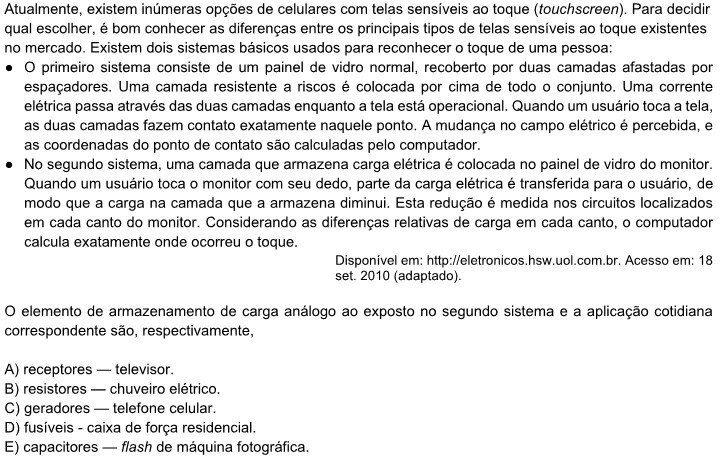 Atualmente, existem inúmeras opções de celulares com telas sensíveis ao toque (touchscreen). Para decidir
qual escolher, é bom conhecer as diferenças entre os principais tipos de telas sensíveis ao toque existentes
no mercado. Existem dois sistemas básicos usados para reconhecer o toque de uma pessoa:
● O primeiro sistema consiste de um painel de vidro normal, recoberto por duas camadas afastadas por
espaçadores. Uma camada resistente a riscos é colocada por cima de todo o conjunto. Uma corrente
elétrica passa através das duas camadas enquanto a tela está operacional. Quando um usuário toca a tela,
as duas camadas fazem contato exatamente naquele ponto. A mudança no campo elétrico é percebida, e
as coordenadas do ponto de contato são calculadas pelo computador.
● No segundo sistema, uma camada que armazena carga elétrica é colocada no painel de vidro do monitor.
Quando um usuário toca o monitor com seu dedo, parte da carga elétrica é transferida para o usuário, de
modo que a carga na camada que a armazena diminui. Esta redução é medida nos circuitos localizados
em cada canto do monitor. Considerando as diferenças relativas de carga em cada canto, o computador
calcula exatamente onde ocorreu o toque.
Disponível em: http://eletronicos.hsw.uol.com.br. Acesso em: 18
set. 2010 (adaptado).
O elemento de armazenamento de carga análogo ao exposto no segundo sistema e a aplicação cotidiana
correspondente são, respectivamente,
A) receptores — televisor.
B) resistores — chuveiro elétrico.
C) geradores — telefone celular.
D) fusíveis - caixa de força residencial.
E) capacitores — flash de máquina fotográfica.